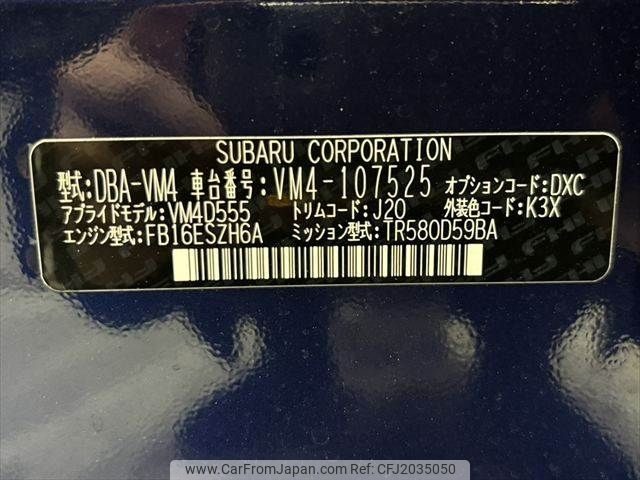 SUBARU CORPORATION
型式:DBA-VM4 車台番号:VM4-107525 オプションコード:DXC
アプライドモデル:VM4D555 トリムコード:J20 外装色コード:K3X
エンジン型式:FB16ESZH6A ミッション型式:TR580D59BA
www.CarFromJapan.com - Car ID: CFJ2035050